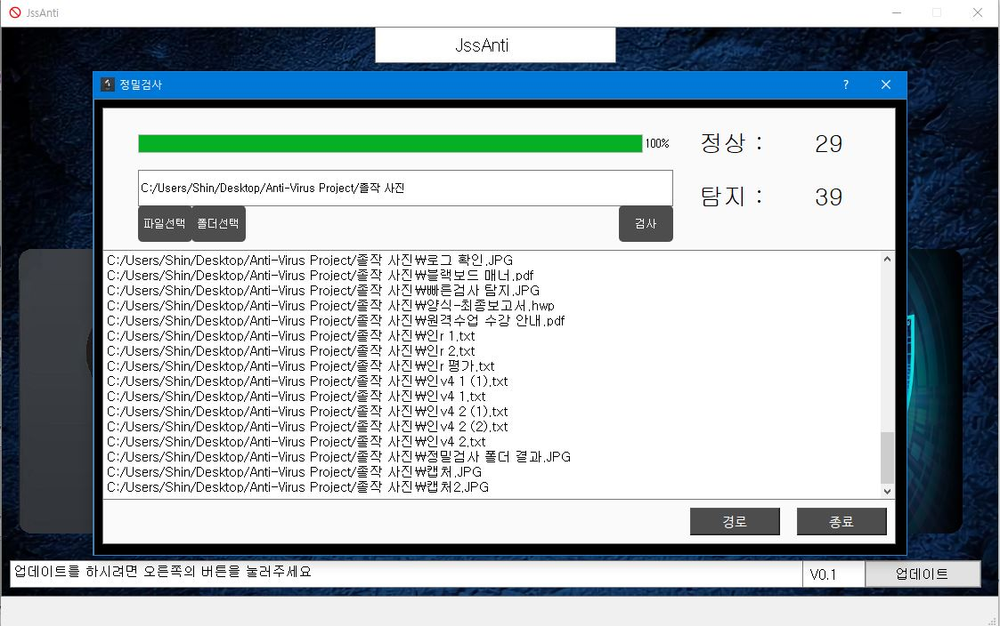 JssAnti
JssAnti
정밀검사
?
100%
정상 : 29
C:/Users/Shin/Desktop/Anti-Virus Project/졸작 사진
탐지 : 39
파일선택 폴더선택 검사
C:/Users/Shin/Desktop/Anti-Virus Project/졸작 사진₩로그 확인.JPG
C:/Users/Shin/Desktop/Anti-Virus Project/졸작 사진₩블랙보드 매너.pdf
C:/Users/Shin/Desktop/Anti-Virus Project/졸작 사진₩빠른검사 탐지.JPG
C:/Users/Shin/Desktop/Anti-Virus Project/졸작 사진₩양식-최종보고서.hwp
C:/Users/Shin/Desktop/Anti-Virus Project/졸작 사진₩원격수업 수강 안내.pdf
C:/Users/Shin/Desktop/Anti-Virus Project/졸작 사진₩인r 1.txt
C:/Users/Shin/Desktop/Anti-Virus Project/졸작 사진₩인r 2.txt
C:/Users/Shin/Desktop/Anti-Virus Project/졸작 사진₩인r 평가.txt
C:/Users/Shin/Desktop/Anti-Virus Project/졸작 사진₩인v4 1 (1).txt
C:/Users/Shin/Desktop/Anti-Virus Project/졸작 사진₩인v4 1.txt
C:/Users/Shin/Desktop/Anti-Virus Project/졸작 사진₩인v4 2 (1).txt
C:/Users/Shin/Desktop/Anti-Virus Project/졸작 사진₩인v4 2 (2).txt
C:/Users/Shin/Desktop/Anti-Virus Project/졸작 사진₩인v4 2.txt
C:/Users/Shin/Desktop/Anti-Virus Project/졸작 사진₩정밀검사 폴더 결과.JPG
C:/Users/Shin/Desktop/Anti-Virus Project/졸작 사진₩캡처.JPG
C:/Users/Shin/Desktop/Anti-Virus Project/졸작 사진₩캡처2.JPG
경로 종료
업데이트를 하시려면 오른쪽의 버튼을 눌러주세요 V0.1 업데이트